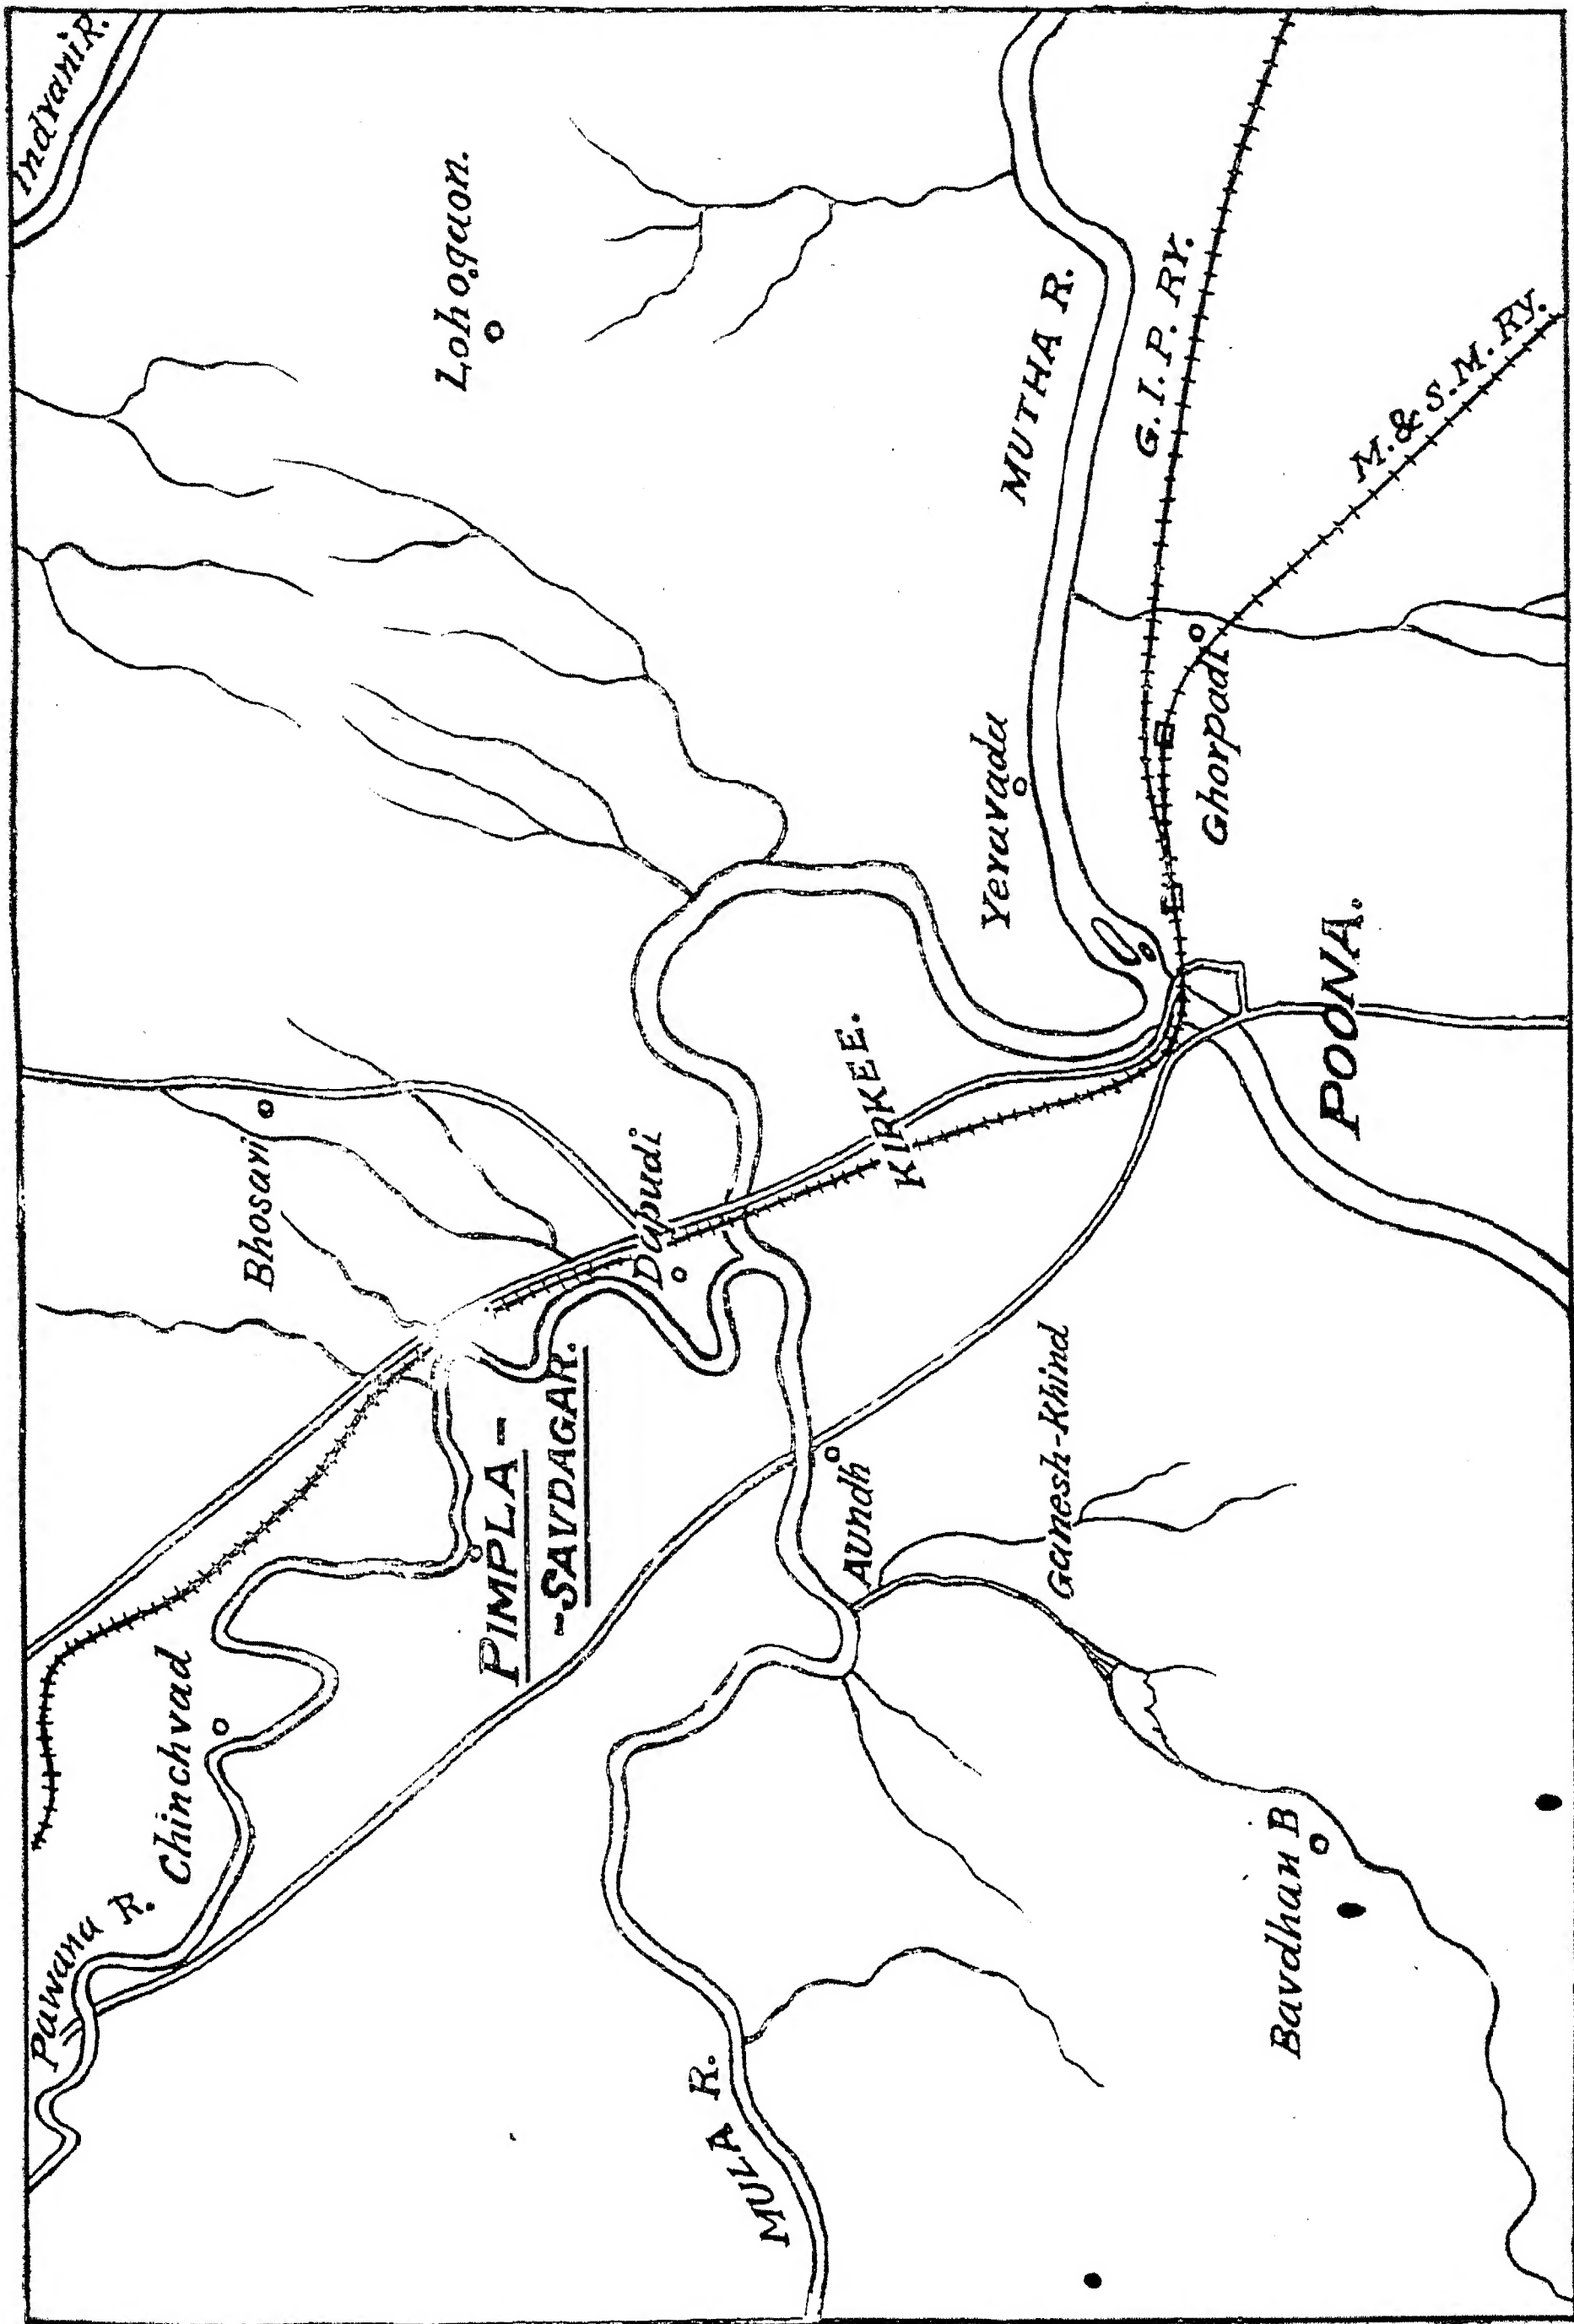 Indrani R.
Pawana R.
Chinchvad
Bhosari
Lohogaon.
PIMPLA -
- SAVDAGAR.
Dapudi
MULA R.
Aundh
KIRKEE.
Yeravada
MUTHA R.
G. I. P. RY.
M. & S. M. RY.
Ganesh-Khind
Ghorpadi
Bavdhan B
POONA.